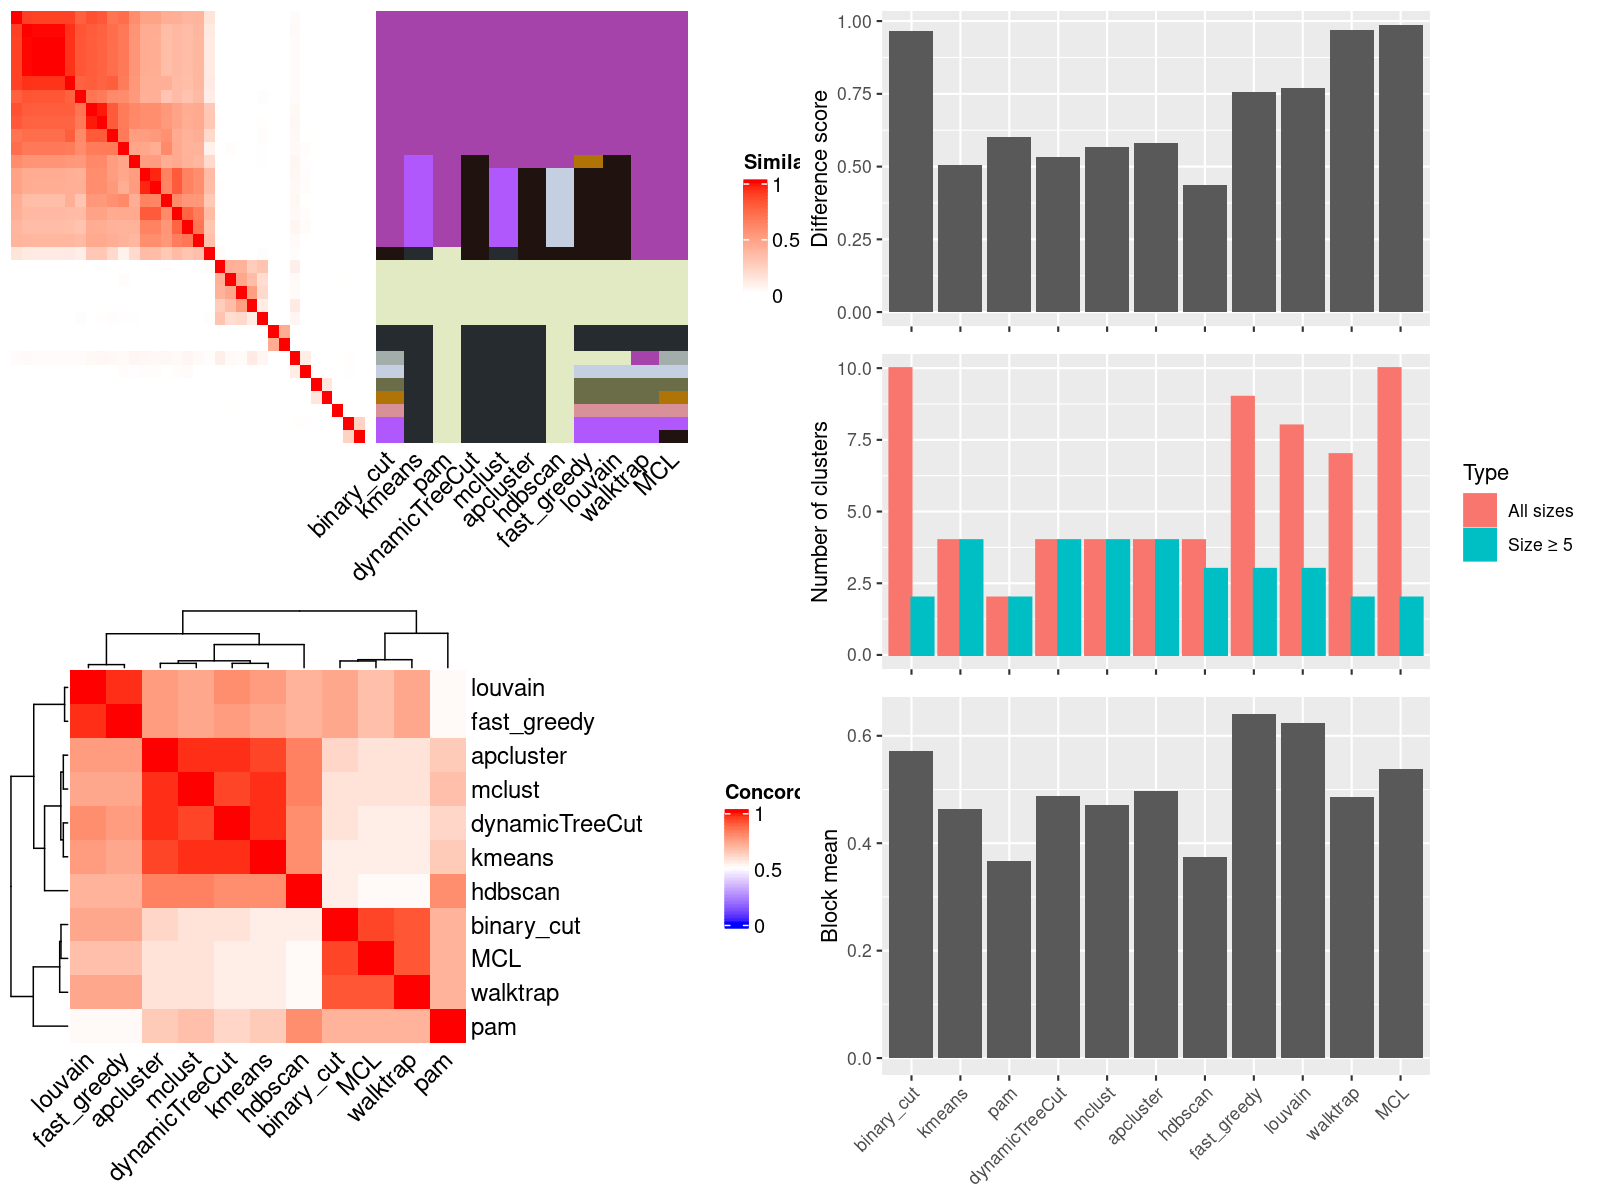 Simila
1
0.5
0
binary_cut
kmeans
pam
dynamicTreeCut
mclust
apcluster
hdbscan
fast_greedy
louvain
walktrap
MCL
louvain
fast_greedy
apcluster
mclust
dynamicTreeCut
kmeans
hdbscan
binary_cut
MCL
walktrap
pam
louvain
fast_greedy
apcluster
mclust
dynamicTreeCut
kmeans
hdbscan
binary_cut
MCL
walktrap
pam
Concord
1
0.5
0
Difference score
1.00
0.75
0.50
0.25
0.00
Number of clusters
10.0
7.5
5.0
2.5
0.0
Type
All sizes
Size ≥ 5
Block mean
0.6
0.4
0.2
0.0
binary_cut
kmeans
pam
dynamicTreeCut
mclust
apcluster
hdbscan
fast_greedy
louvain
walktrap
MCL